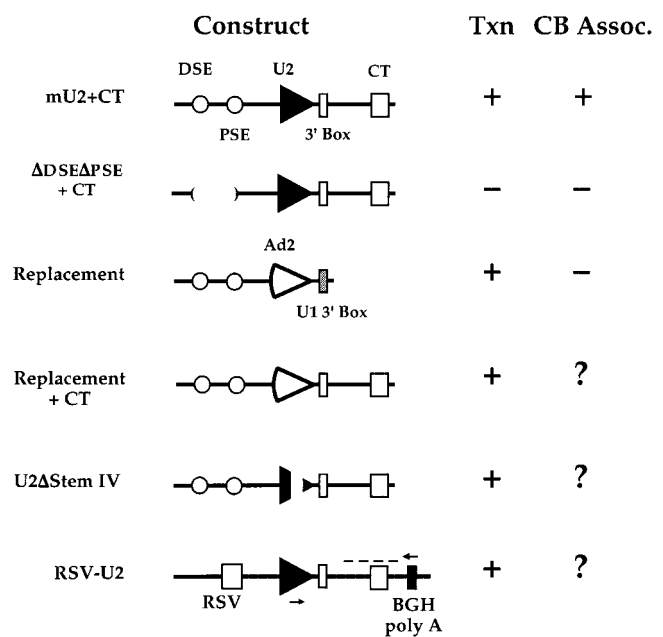 Construct Txn CB Assoc.
DSE U2 CT
mU2+CT + +
PSE 3' Box
ΔDSEΔPSE
+ CT − −
Ad2
Replacement + −
U1 3' Box
Replacement
+ CT + ?
U2ΔStem IV + ?
RSV-U2 + ?
RSV BGH
poly A